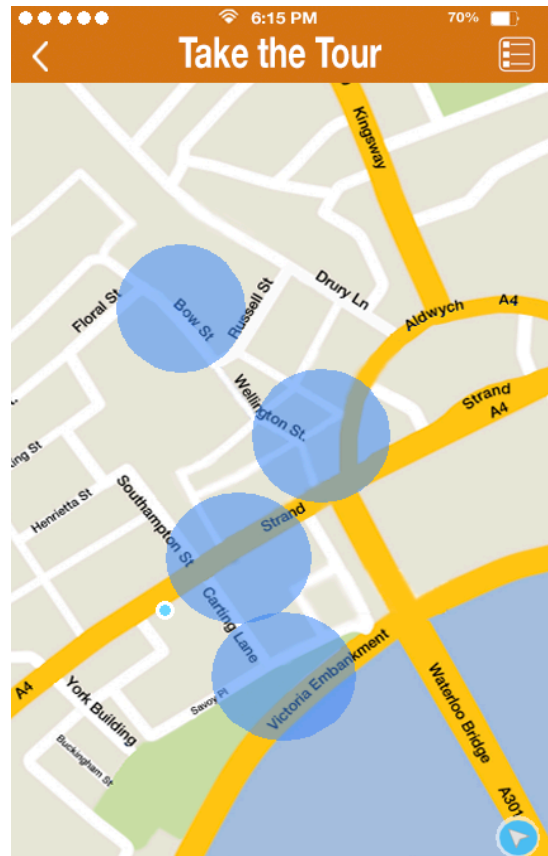 6:15 PM
70%
Take the Tour
Kingsway
Drury Ln
Russell St
Floral St
Bow St
Aldwych
A4
Wellington St.
Strand
A4
Henrietta St
Southampton St
Strand
Carting Lane
A4
York Building
Savoy Pl
Victoria Embankment
Buckingham St
Waterloo Bridge
A301